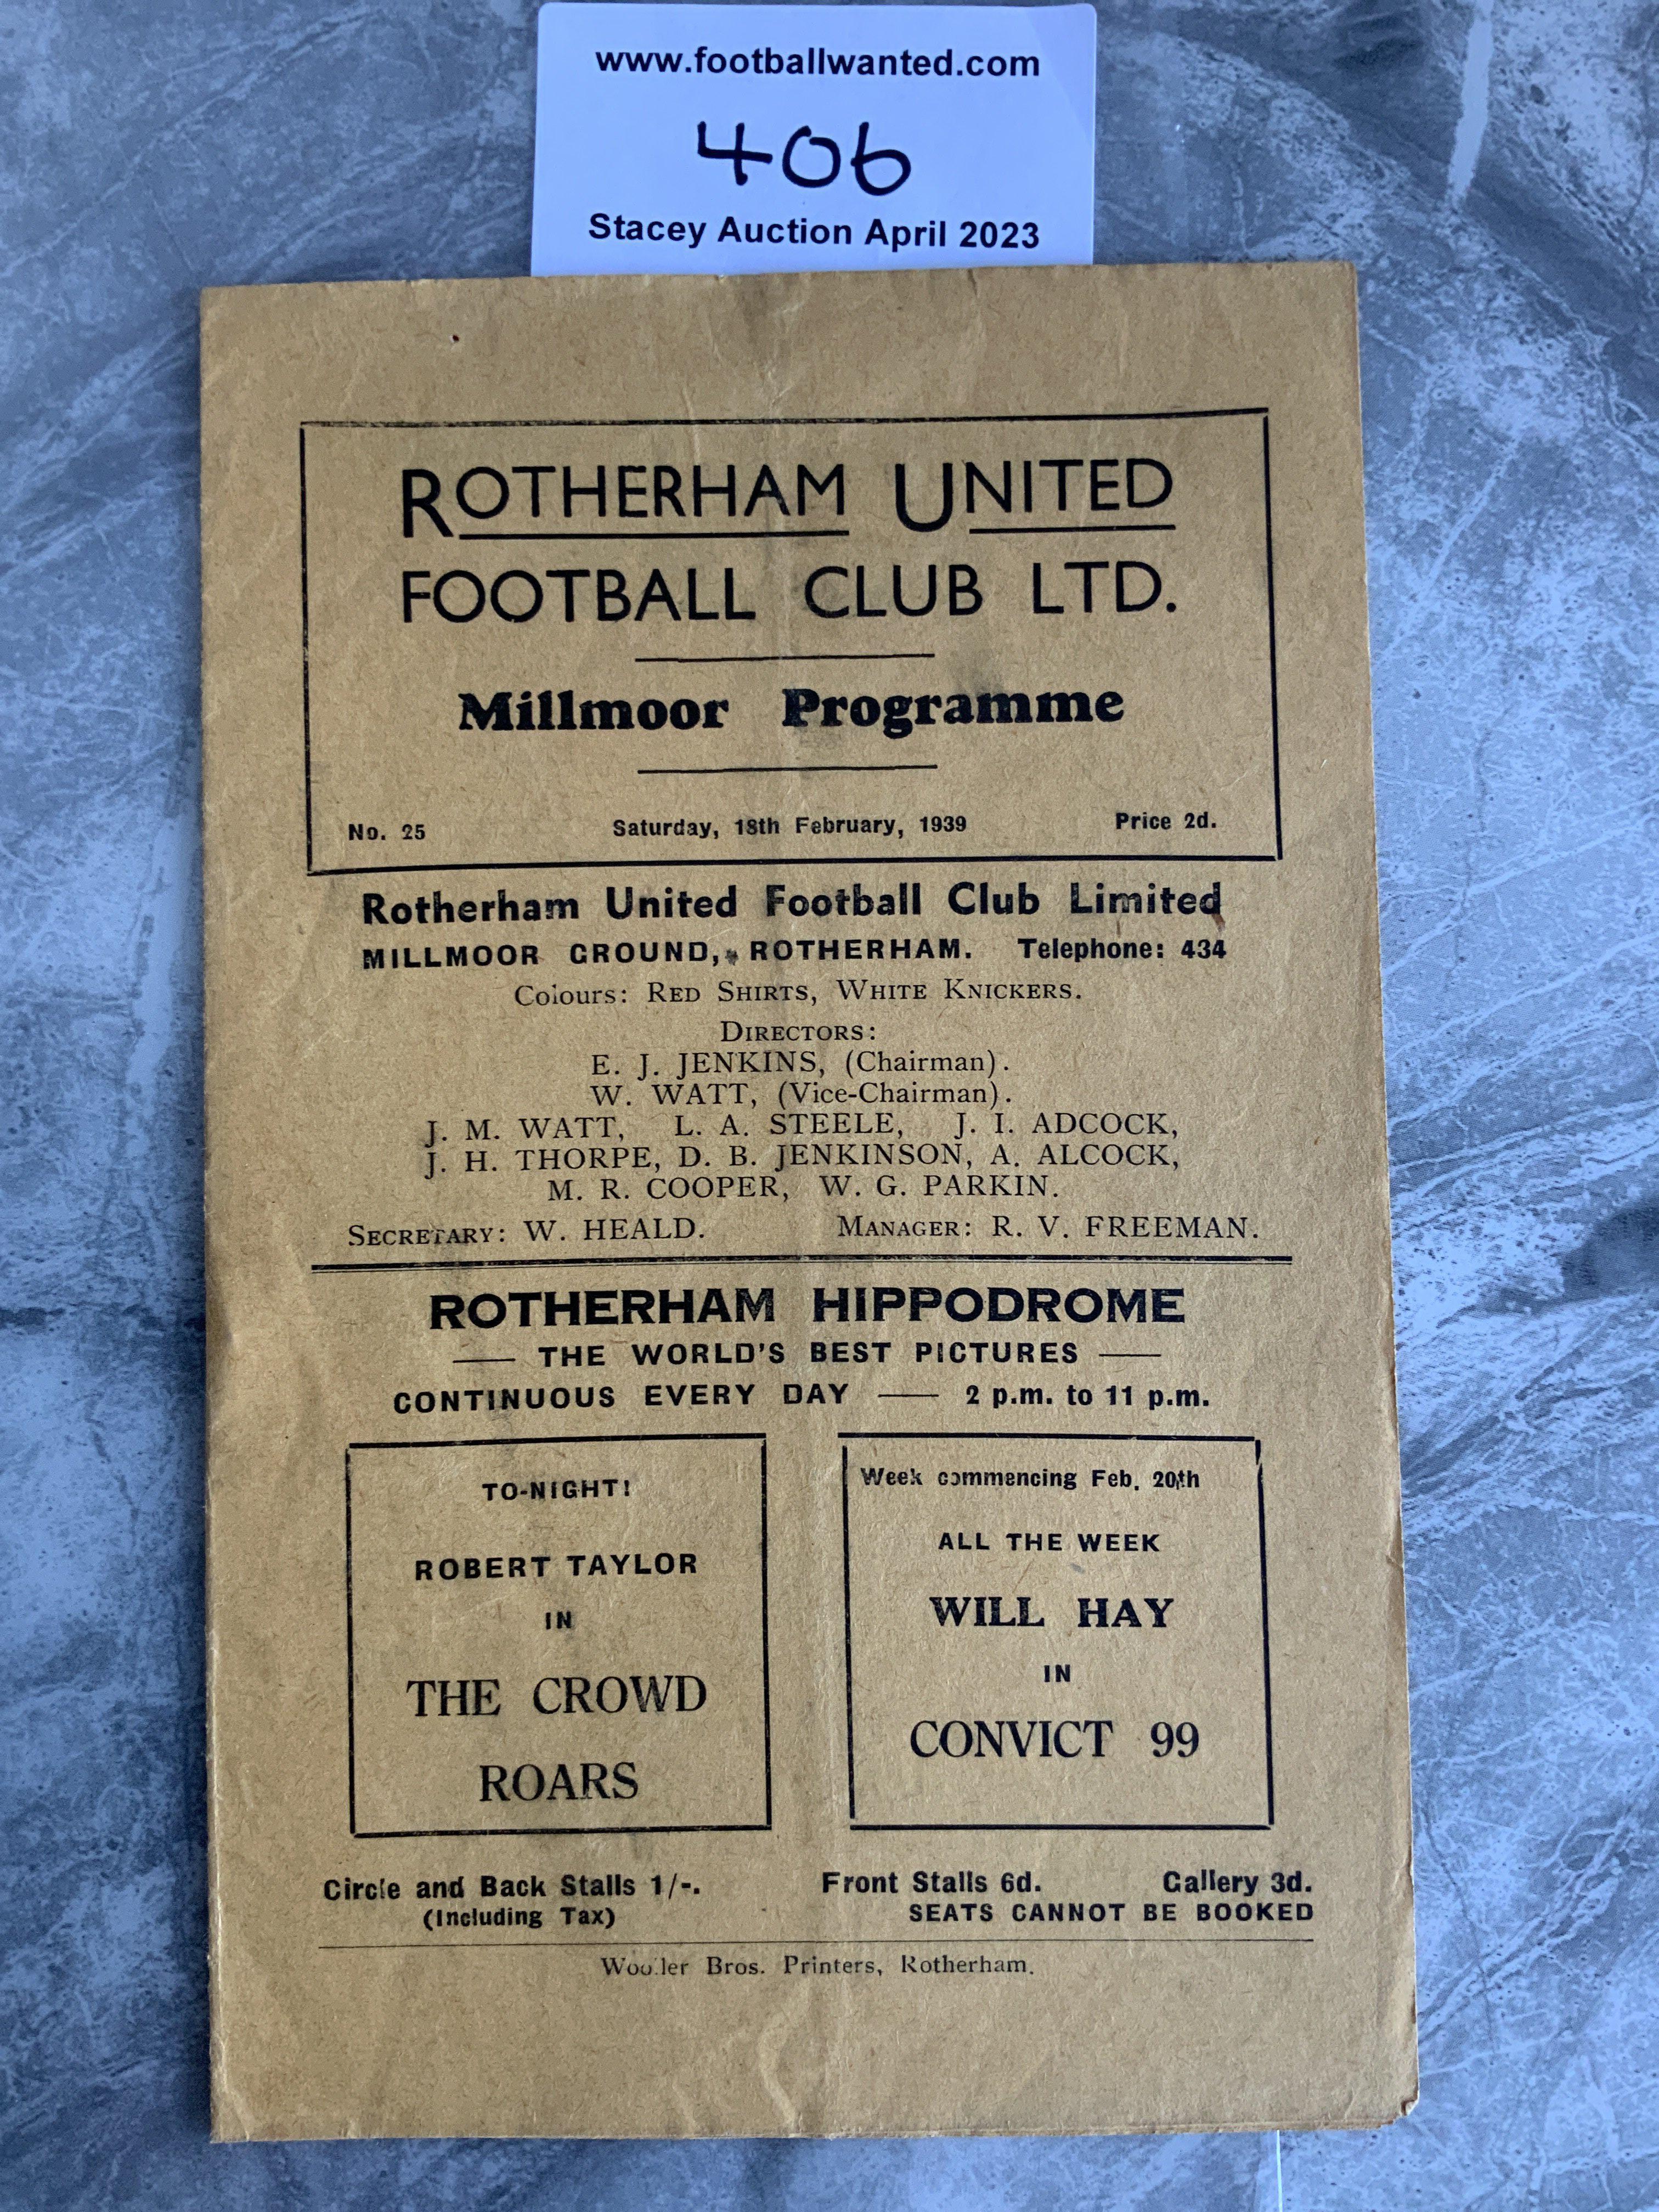 www.footballwanted.com
406
Stacey Auction April 2023
ROTHERHAM UNITED
FOOTBALL CLUB LTD.
Millmoor Programme
No. 25 Saturday, 18th February, 1939 Price 2d.
Rotherham United Football Club Limited
MILLMOOR GROUND, ROTHERHAM. Telephone: 434
Colours: RED SHIRTS, WHITE KNICKERS.
DIRECTORS:
E. J. JENKINS, (Chairman).
W. WATT, (Vice-Chairman).
J. M. WATT, L. A. STEELE, J. I. ADCOCK,
J. H. THORPE, D. B. JENKINSON, A. ALCOCK,
M. R. COOPER, W. G. PARKIN.
SECRETARY: W. HEALD. MANAGER: R. V. FREEMAN.
ROTHERHAM HIPPODROME
— THE WORLD'S BEST PICTURES —
CONTINUOUS EVERY DAY — 2 p.m. to 11 p.m.
TO-NIGHT!
ROBERT TAYLOR
IN
THE CROWD
ROARS
Week commencing Feb. 20th
ALL THE WEEK
WILL HAY
IN
CONVICT 99
Circle and Back Stalls 1/-. Front Stalls 6d. Gallery 3d.
(Including Tax) SEATS CANNOT BE BOOKED
Bros. Printers, Rotherham.